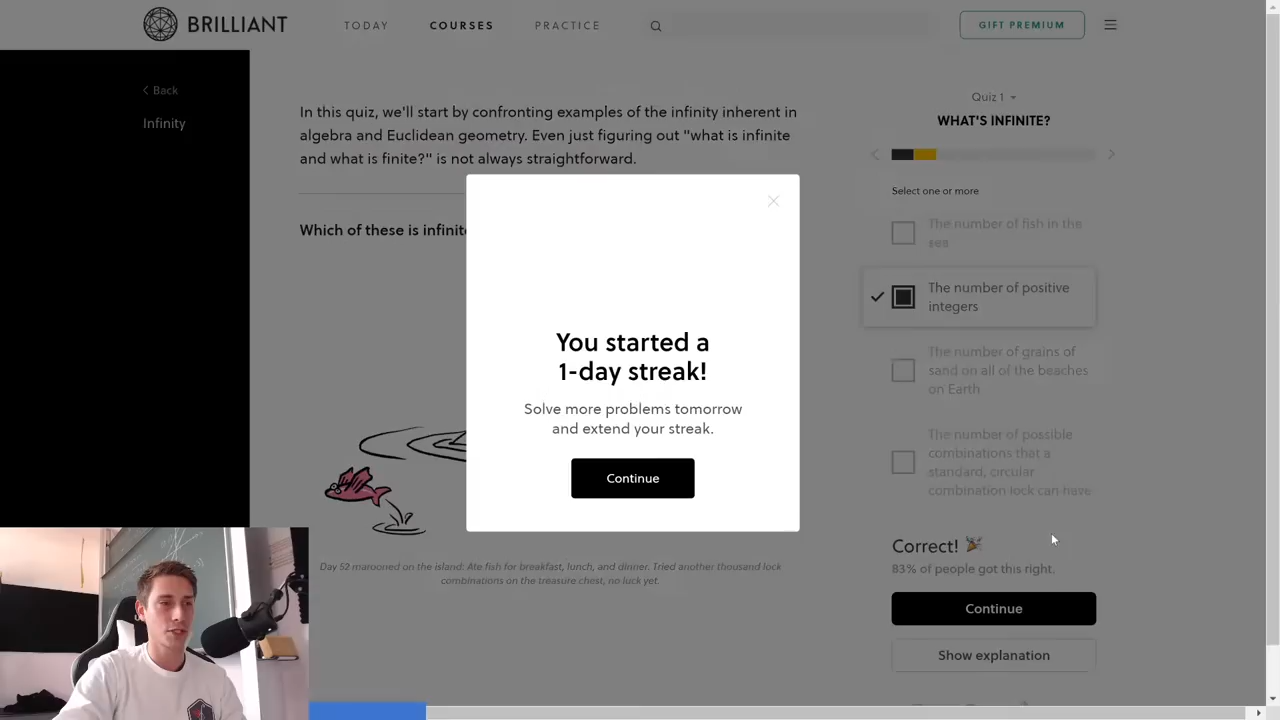 BRILLIANT
TODAY
COURSES
PRACTICE
GIFT PREMIUM
Back
Infinity
In this quiz, we'll start by confronting examples of the infinity inherent in
algebra and Euclidean geometry. Even just figuring out "what is infinite
and what is finite?" is not always straightforward.
Which of these is infinite
Day 52 marooned on the island: Ate fish for breakfast, lunch, and dinner. Tried another thousand lock
combinations on the treasure chest, no luck yet.
You started a
1-day streak!
Solve more problems tomorrow
and extend your streak.
Continue
Quiz 1
WHAT'S INFINITE?
Select one or more
The number of fish in the
sea
The number of positive
integers
The number of grains of
sand on all of the beaches
on Earth
The number of possible
combinations that a
standard, circular
combination lock can have
Correct!
83% of people got this right.
Continue
Show explanation